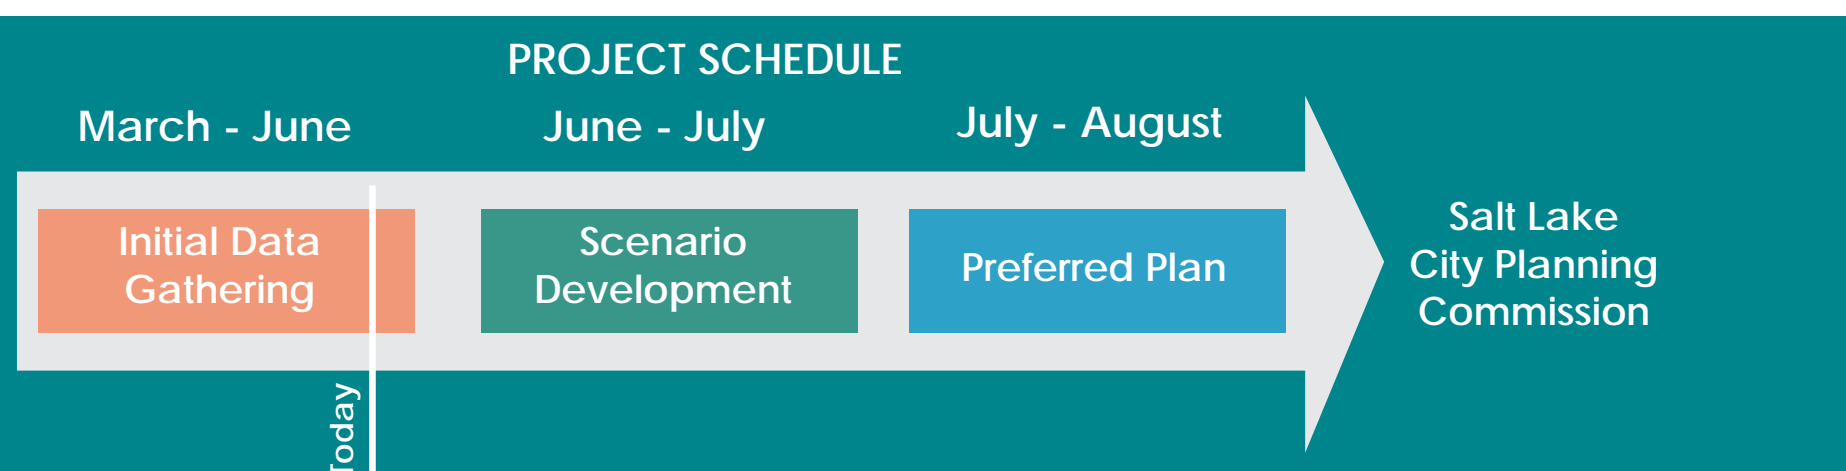 PROJECT SCHEDULE
March - June
June - July
July - August
Initial Data
Gathering
Scenario
Development
Preferred Plan
Salt Lake
City Planning
Commission
Today